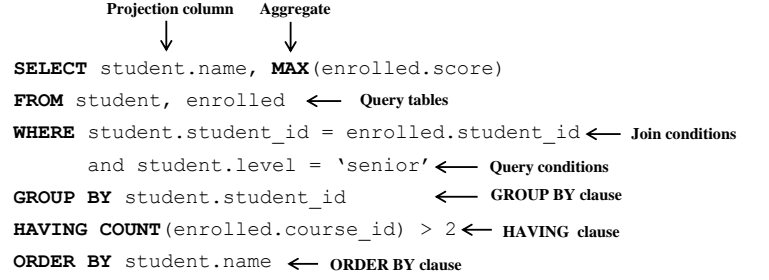 Projection column Aggregate
SELECT student.name, MAX(enrolled.score)
FROM student, enrolled Query tables
WHERE student.student_id = enrolled.student_id Join conditions
and student.level = ‘senior’ Query conditions
GROUP BY student.student_id GROUP BY clause
HAVING COUNT(enrolled.course_id) > 2 HAVING clause
ORDER BY student.name ORDER BY clause